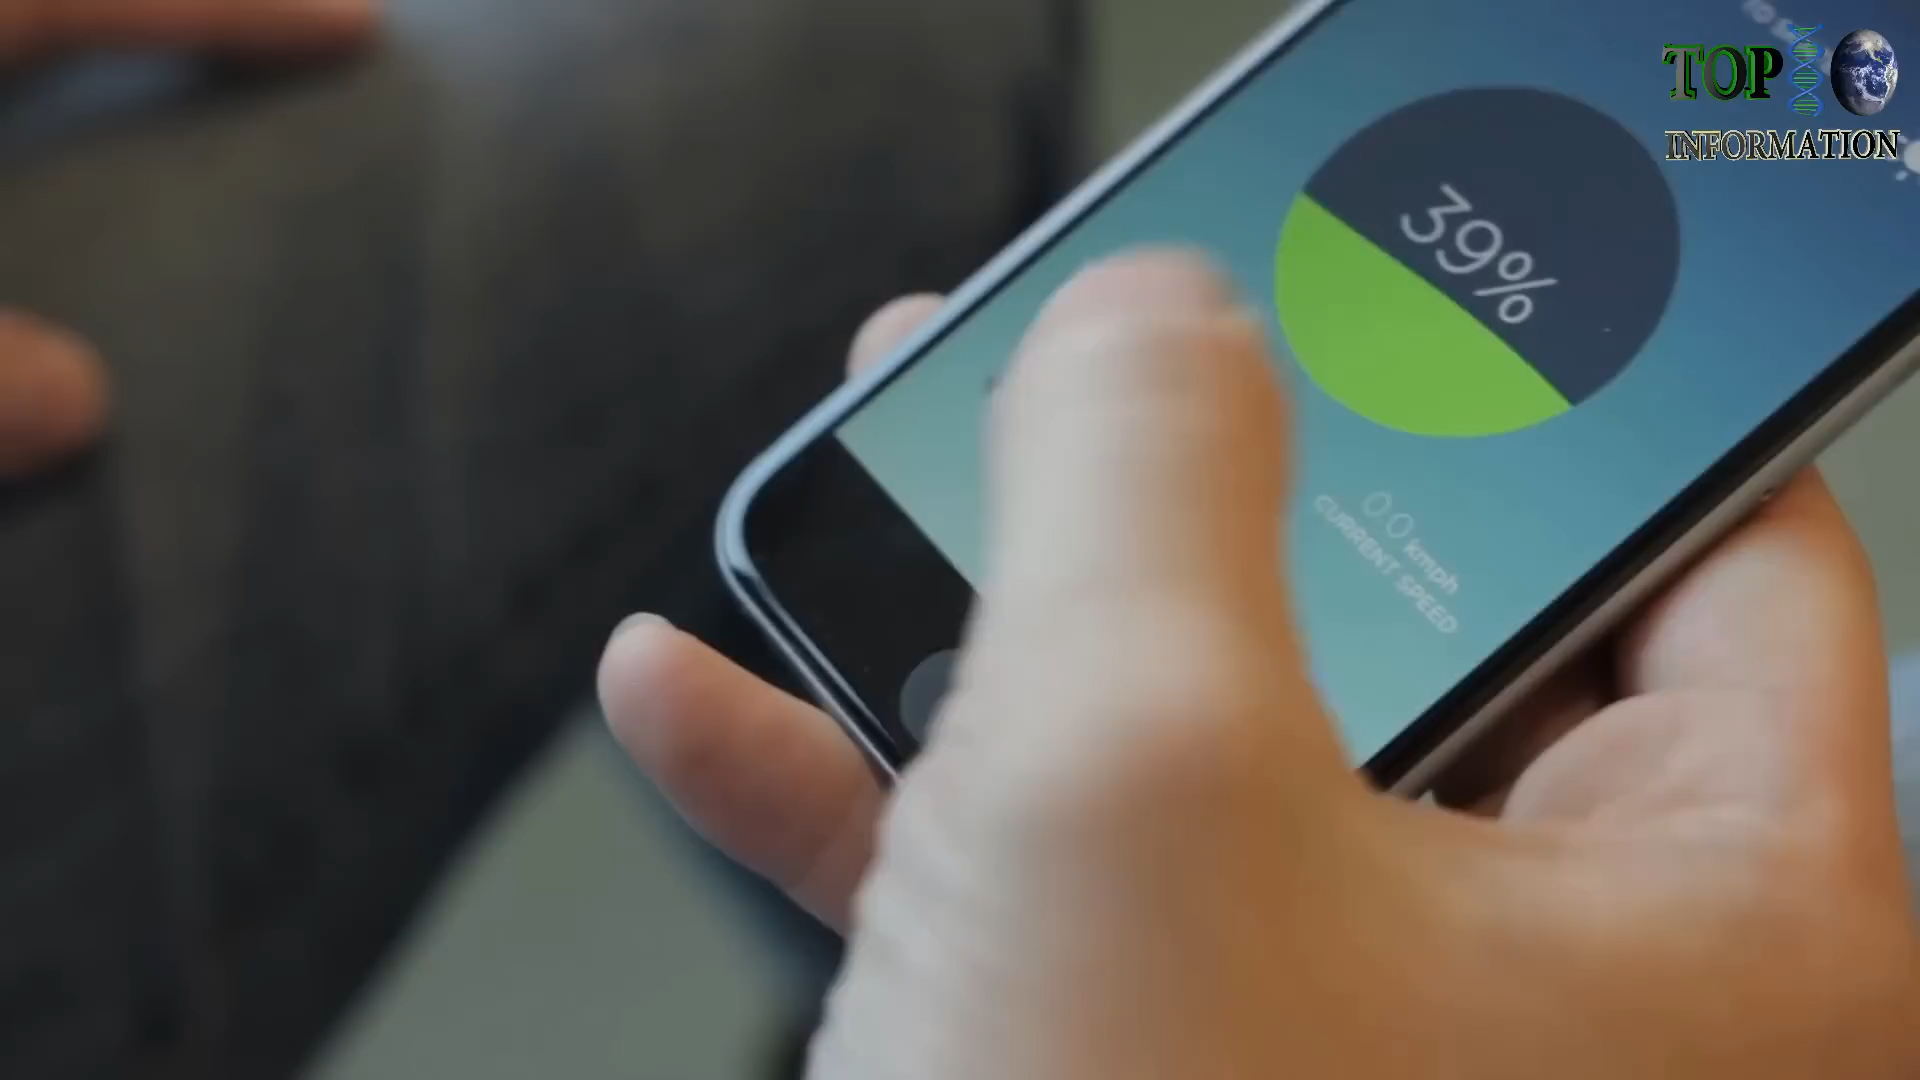 TOP
INFORMATION
39%
0.0 kmph
CURRENT SPEED